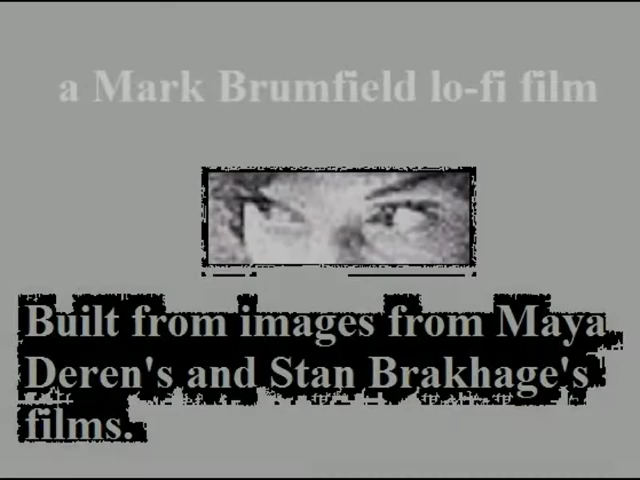 a Mark Brumfield lo-fi film
Built from images from Maya
Deren's and Stan Brakhage's
films.